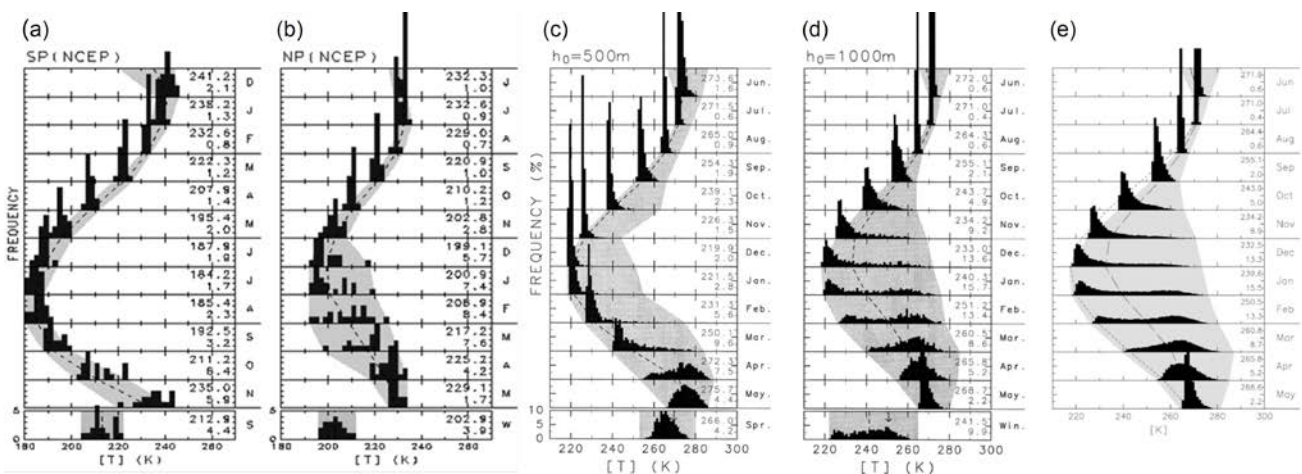 (a)
SP(NCEP)
FREQUENCY
241.2
2.1
D
238.2
1.3
J
232.6
0.8
F
222.3
1.2
M
207.9
1.4
A
195.4
2.0
M
187.9
1.9
J
184.2
1.7
J
185.4
2.3
A
192.5
3.5
S
211.2
6.2
O
235.0
5.9
N
5
0
212.9
4.4
S
180
200
220
240
[T] (K)
(b)
NP(NCEP)
232.3
1.0
J
232.6
0.9
J
229.0
0.7
A
220.9
1.0
S
210.2
1.2
O
202.8
2.8
N
199.1
5.7
D
200.9
7.4
J
208.9
8.4
F
217.2
7.6
M
225.2
4.2
A
229.1
1.7
M
5
0
202.9
3.9
W
180
200
220
240
[T] (K)
(c)
h₀=500m
FREQUENCY (%)
273.6
1.6
Jun.
271.5
0.6
Jul.
265.0
0.9
Aug.
254.3
1.9
Sep.
239.1
2.2
Oct.
226.3
1.5
Nov.
219.9
2.0
Dec.
221.5
2.8
Jan.
231.3
5.6
Feb.
250.1
9.6
Mar.
272.3
7.5
Apr.
275.7
4.4
May.
10
5
0
266.0
4.2
Spr.
220
240
260
280
300
[T] (K)
(d)
h₀=1000m
272.0
0.6
Jun.
271.0
0.4
Jul.
264.3
0.6
Aug.
255.1
2.0
Sep.
243.7
4.9
Oct.
234.2
9.2
Nov.
233.0
13.6
Dec.
240.3
15.7
Jan.
251.2
13.4
Feb.
260.5
8.6
Mar.
265.8
5.2
Apr.
268.7
2.2
May.
241.5
9.9
Win.
220
240
260
280
300
[T] (K)
(e)
271.9
0.6
Jun
271.0
0.4
Jul
264.4
0.6
Aug
255.1
2.0
Sep
243.9
5.0
Oct
234.2
9.3
Nov
232.5
13.3
Dec
240.0
15.6
Jan
250.5
13.5
Feb
260.8
8.7
Mar
265.8
5.2
Apr
268.6
2.2
May
220
240
260
280
300
[K]